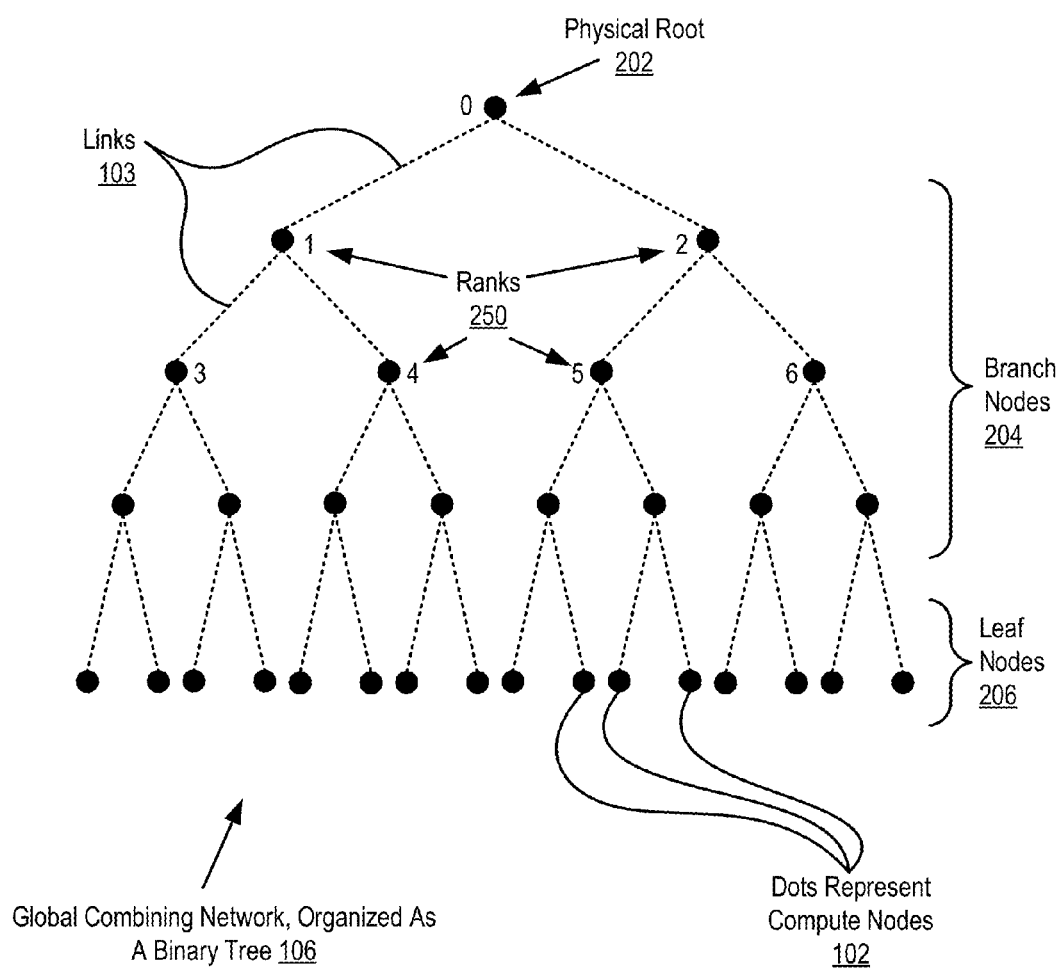 Physical Root
202
0
Links
103
1
2
Ranks
250
3
4
5
6
Branch
Nodes
204
Leaf
Nodes
206
Dots Represent
Compute Nodes
102
Global Combining Network, Organized As
A Binary Tree 106